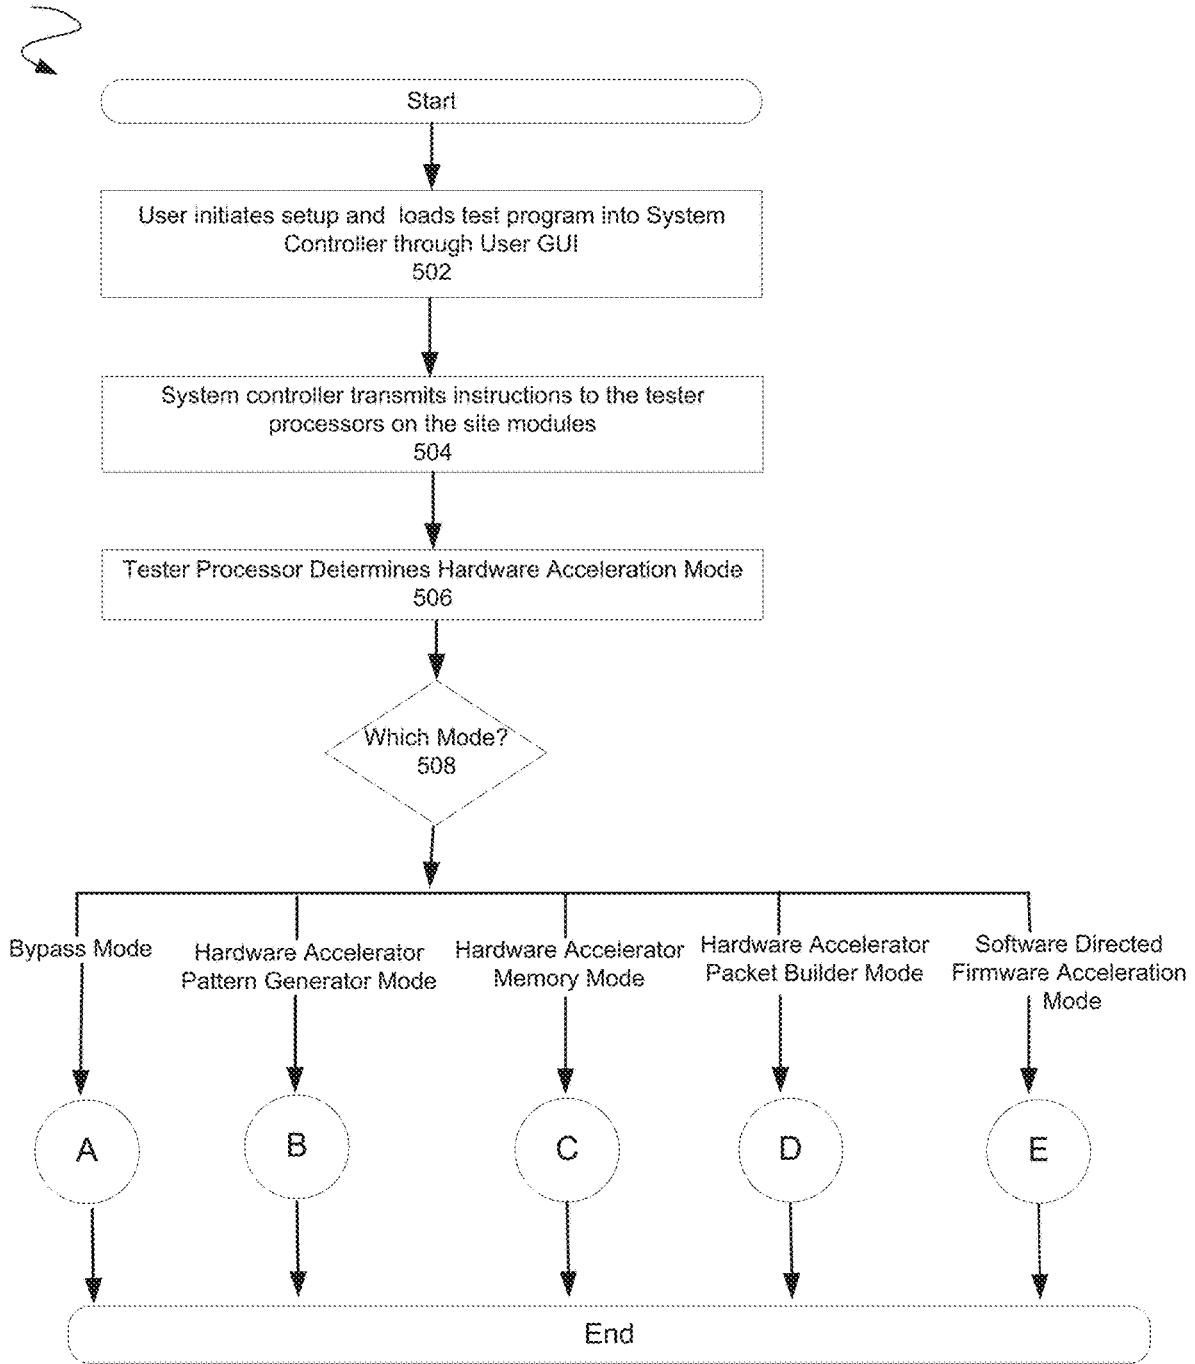 Start
User initiates setup and loads test program into System
Controller through User GUI
502
System controller transmits instructions to the tester
processors on the site modules
504
Tester Processor Determines Hardware Acceleration Mode
506
Which Mode?
508
Bypass Mode
Hardware Accelerator
Pattern Generator Mode
Hardware Accelerator
Memory Mode
Hardware Accelerator
Packet Builder Mode
Software Directed
Firmware Acceleration
Mode
A
B
C
D
E
End